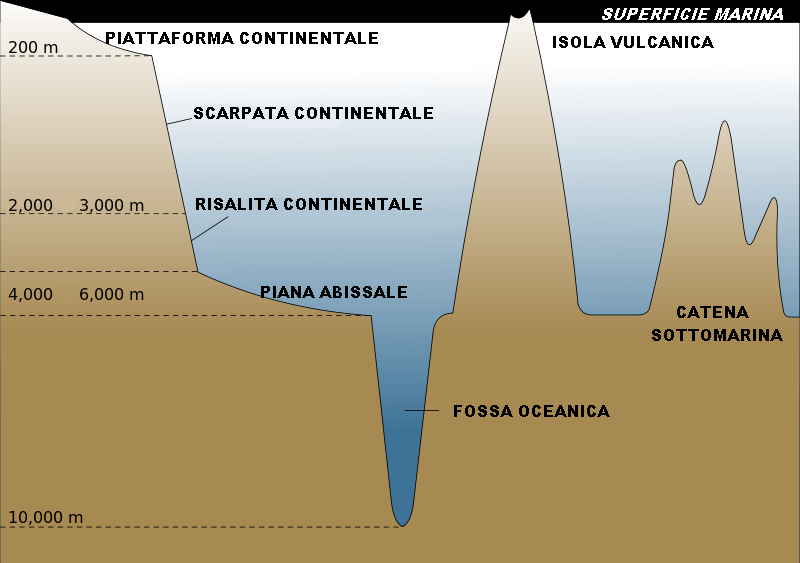 SUPERFICIE MARINA
PIATTAFORMA CONTINENTALE
ISOLA VULCANICA
200 m
SCARPATA CONTINENTALE
2,000 3,000 m
RISALITA CONTINENTALE
4,000 6,000 m
PIANA ABISSALE
CATENA
SOTTOMARINA
FOSSA OCEANICA
10,000 m